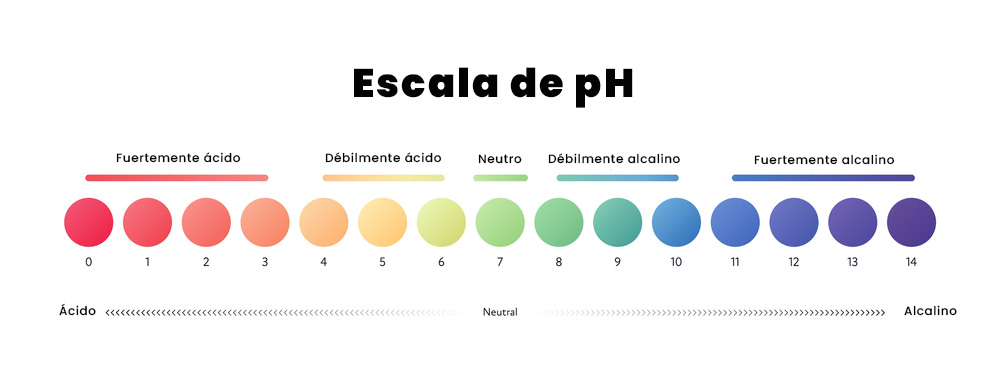 Escala de pH
Fuertemente ácido Débilmente ácido Neutro Débilmente alcalino Fuertemente alcalino
0 1 2 3 4 5 6 7 8 9 10 11 12 13 14
Ácido Neutral Alcalino